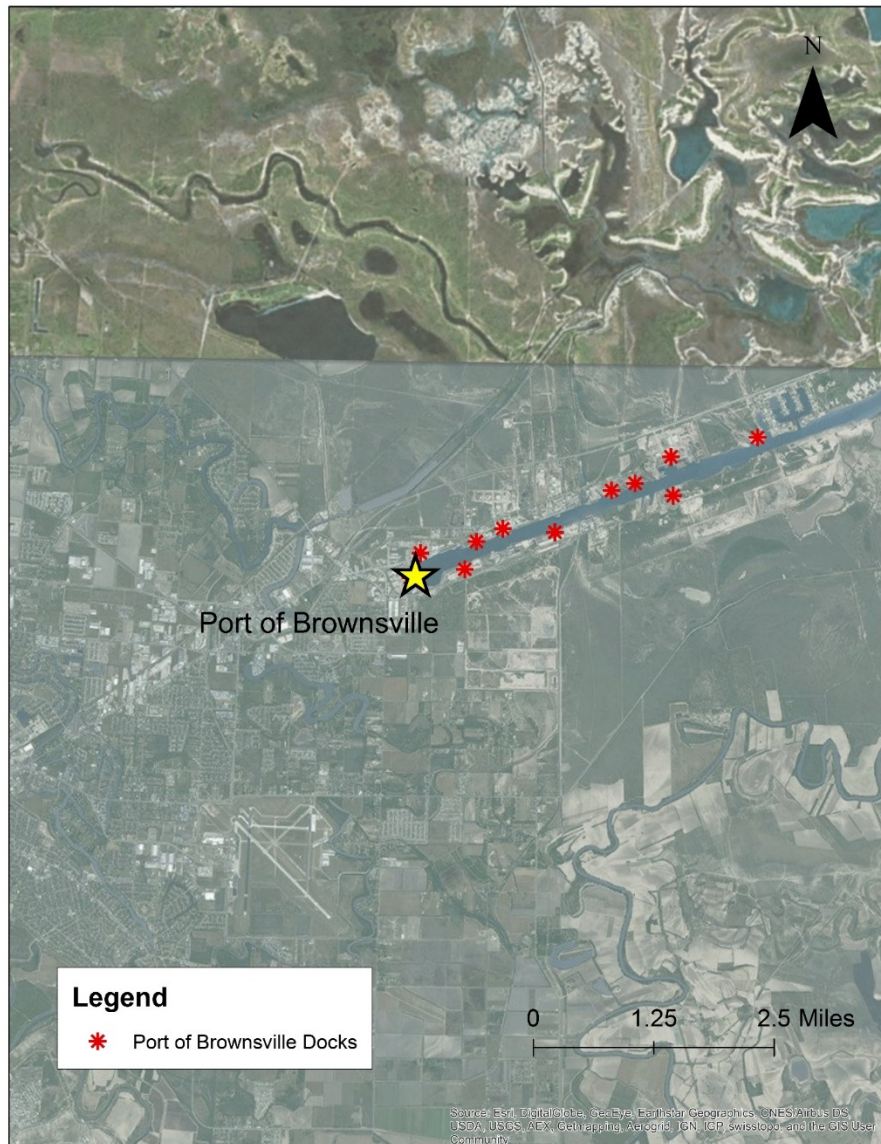 N
Port of Brownsville
Legend
Port of Brownsville Docks
0 1.25 2.5 Miles
Source: Esri, DigitalGlobe, GeoEye, Earthstar Geographics, CNES/Airbus DS,
USDA, USGS, AEX, Getmapping, Aerogrid, IGN, IGP, swisstopo, and the GIS User
Community